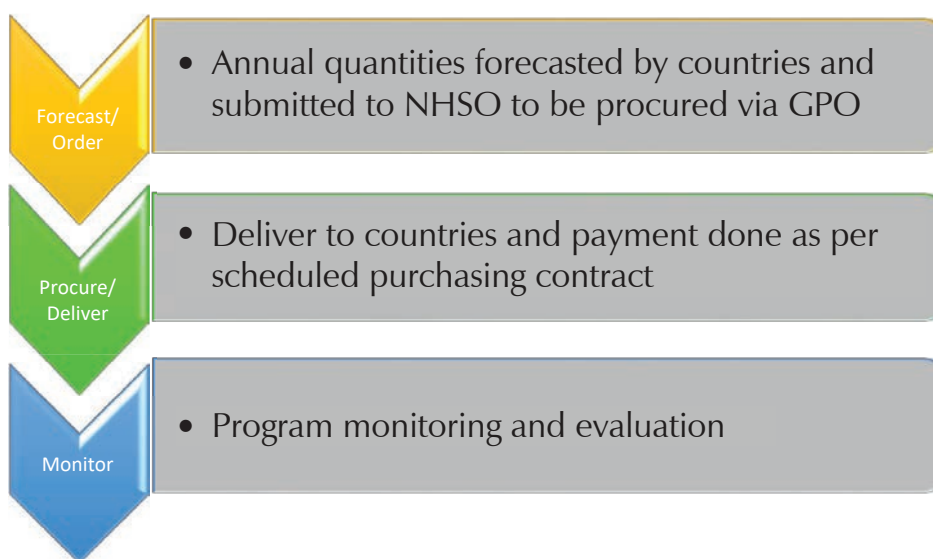 Forecast/
Order
• Annual quantities forecasted by countries and
submitted to NHSO to be procured via GPO
Procure/
Deliver
• Deliver to countries and payment done as per
scheduled purchasing contract
Monitor
• Program monitoring and evaluation